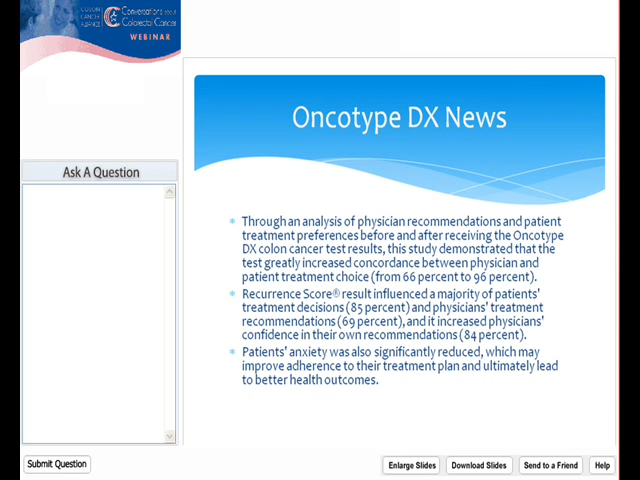 COLON
CANCER
ALLIANCE
Conversations about
Colorectal Cancer
WEBINAR
Oncotype DX News
Ask A Question
Through an analysis of physician recommendations and patient
treatment preferences before and after receiving the Oncotype
DX colon cancer test results, this study demonstrated that the
test greatly increased concordance between physician and
patient treatment choice (from 66 percent to 96 percent).
Recurrence Score® result influenced a majority of patients'
treatment decisions (85 percent) and physicians' treatment
recommendations (69 percent), and it increased physicians'
confidence in their own recommendations (84 percent).
Patients' anxiety was also significantly reduced, which may
improve adherence to their treatment plan and ultimately lead
to better health outcomes.
Submit Question
Enlarge Slides
Download Slides
Send to a Friend
Help